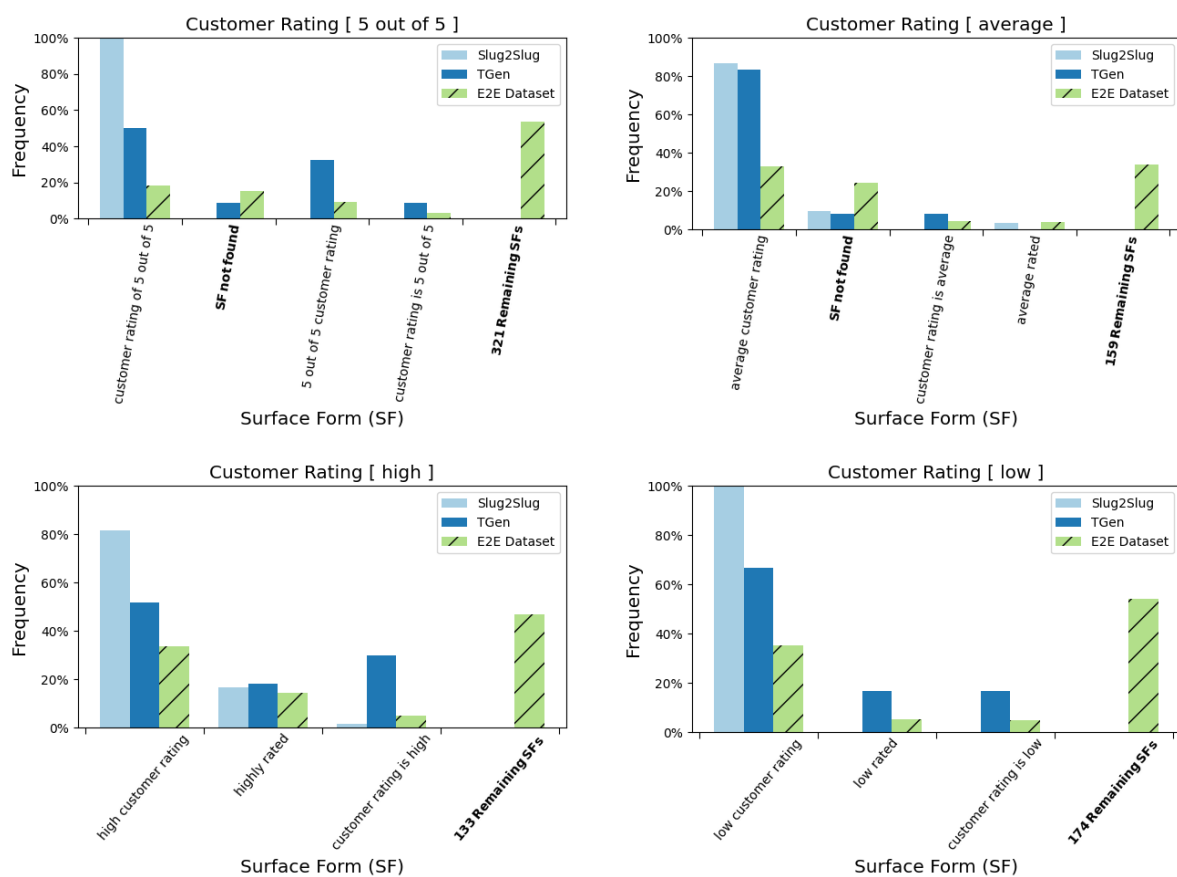 Customer Rating [ 5 out of 5 ]
100%
80%
60%
40%
20%
0%
Frequency
Slug2Slug
TGen
E2E Dataset
customer rating of 5 out of 5
SF not found
5 out of 5 customer rating
customer rating is 5 out of 5
321 Remaining SFs
Surface Form (SF)
Customer Rating [ average ]
100%
80%
60%
40%
20%
0%
Frequency
Slug2Slug
TGen
E2E Dataset
average customer rating
SF not found
customer rating is average
average rated
159 Remaining SFs
Surface Form (SF)
Customer Rating [ high ]
100%
80%
60%
40%
20%
0%
Frequency
Slug2Slug
TGen
E2E Dataset
high customer rating
highly rated
customer rating is high
133 Remaining SFs
Surface Form (SF)
Customer Rating [ low ]
100%
80%
60%
40%
20%
0%
Frequency
Slug2Slug
TGen
E2E Dataset
low customer rating
low rated
customer rating is low
174 Remaining SFs
Surface Form (SF)